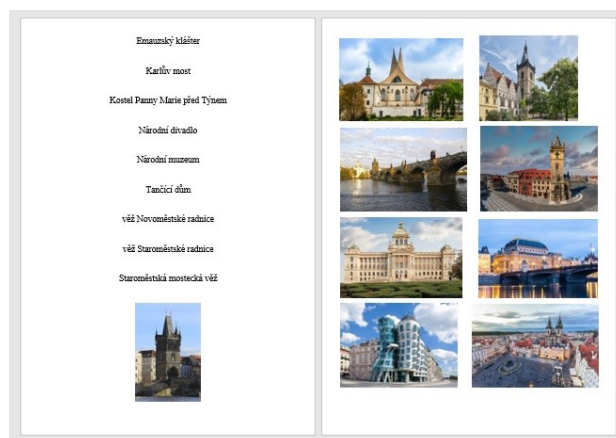 Emauzský klášter
Karlův most
Kostel Panny Marie před Týnem
Národní divadlo
Národní muzeum
Tančící dům
věž Novoměstské radnice
věž Staroměstské radnice
Staroměstská mostecká věž